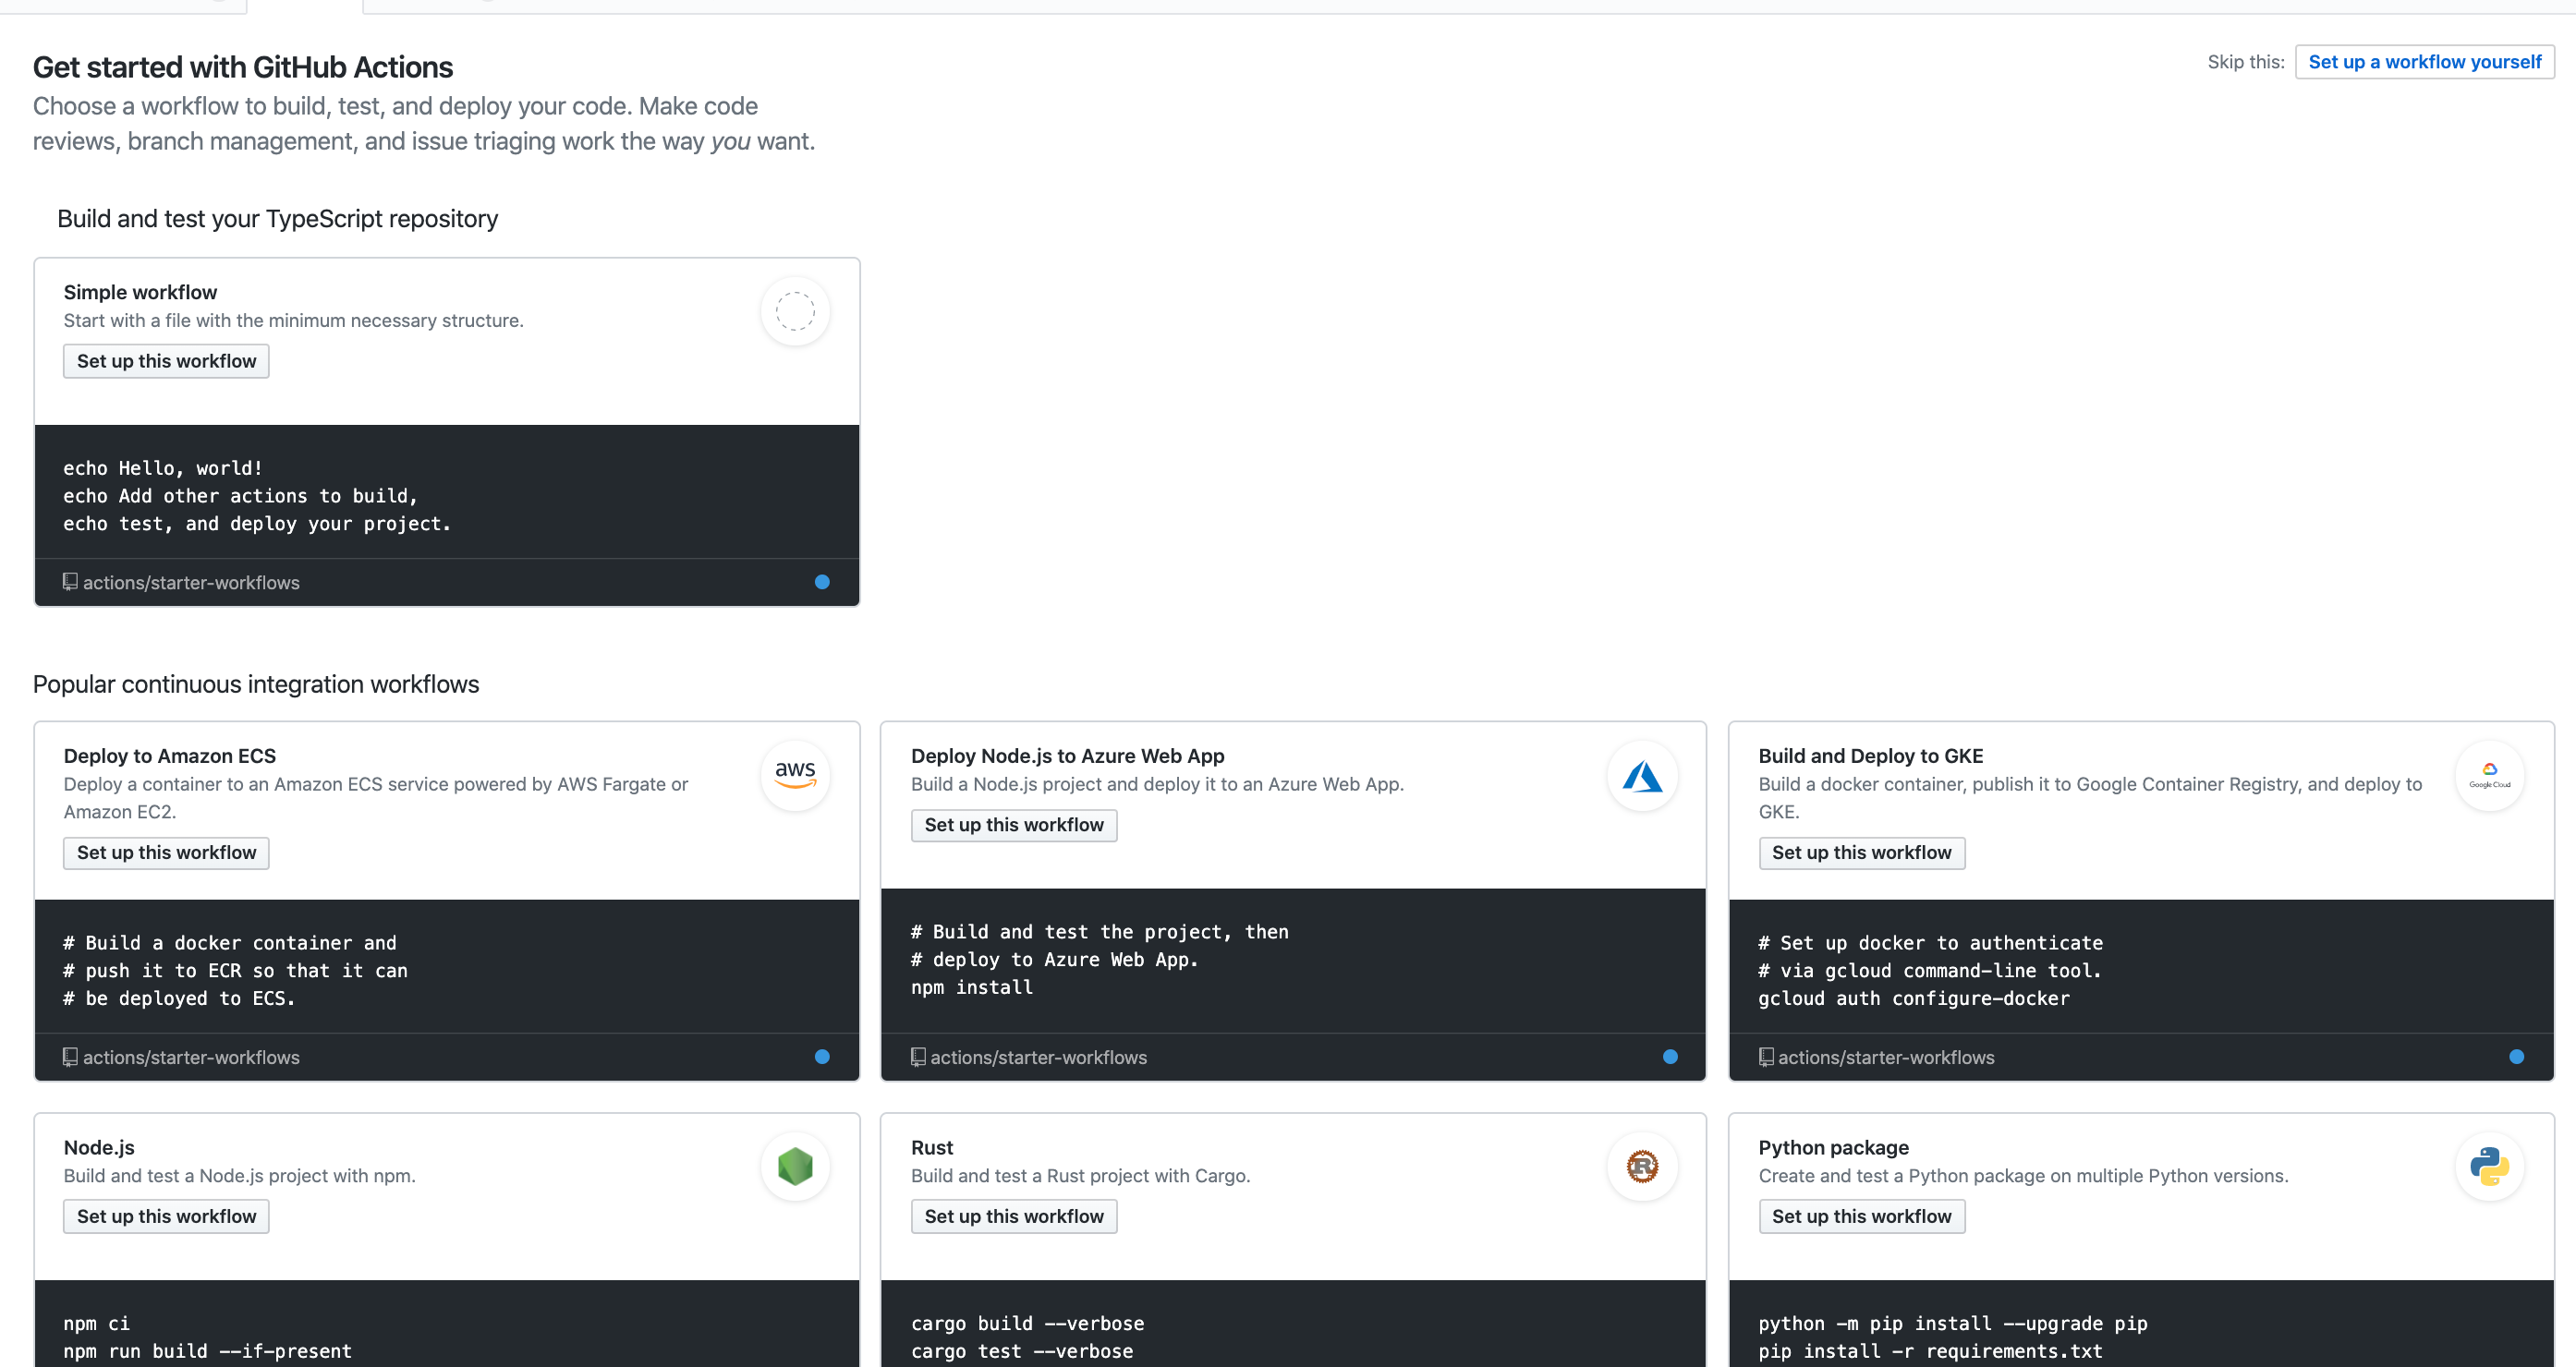 Get started with GitHub Actions
Skip this: Set up a workflow yourself
Choose a workflow to build, test, and deploy your code. Make code
reviews, branch management, and issue triaging work the way you want.
Build and test your TypeScript repository
Simple workflow
Start with a file with the minimum necessary structure.
Set up this workflow
echo Hello, world!
echo Add other actions to build,
echo test, and deploy your project.
actions/starter-workflows
Popular continuous integration workflows
Deploy to Amazon ECS
Deploy a container to an Amazon ECS service powered by AWS Fargate or
Amazon EC2.
aws
Set up this workflow
# Build a docker container and
# push it to ECR so that it can
# be deployed to ECS.
actions/starter-workflows
Deploy Node.js to Azure Web App
Build a Node.js project and deploy it to an Azure Web App.
Set up this workflow
# Build and test the project, then
# deploy to Azure Web App.
npm install
actions/starter-workflows
Build and Deploy to GKE
Build a docker container, publish it to Google Container Registry, and deploy to
GKE.
Google Cloud
Set up this workflow
# Set up docker to authenticate
# via gcloud command-line tool.
gcloud auth configure-docker
actions/starter-workflows
Node.js
Build and test a Node.js project with npm.
Set up this workflow
npm ci
npm run build --if-present
Rust
Build and test a Rust project with Cargo.
R
Set up this workflow
cargo build --verbose
cargo test --verbose
Python package
Create and test a Python package on multiple Python versions.
Set up this workflow
python -m pip install --upgrade pip
pip install -r requirements.txt